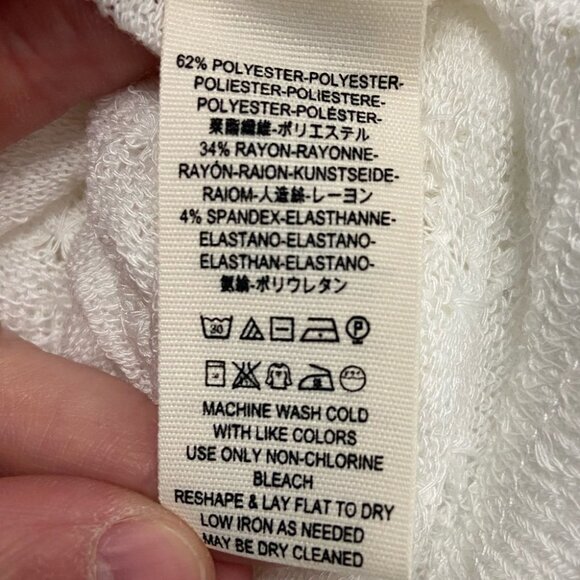 62% POLYESTER-POLYESTER-
POLIESTER-POLIESTERE-
POLYESTER-POLÉSTER-
聚酯纖維-ポリエステル
34% RAYON-RAYONNE-
RAYÓN-RAION-KUNSTSEIDE-
RAIOM-人造絲-レーヨン
4% SPANDEX-ELASTHANNE-
ELASTANO-ELASTANO-
ELASTHAN-ELASTANO-
氨綸-ポリウレタン
30
P
MACHINE WASH COLD
WITH LIKE COLORS
USE ONLY NON-CHLORINE
BLEACH
RESHAPE & LAY FLAT TO DRY
LOW IRON AS NEEDED
MAY BE DRY CLEANED